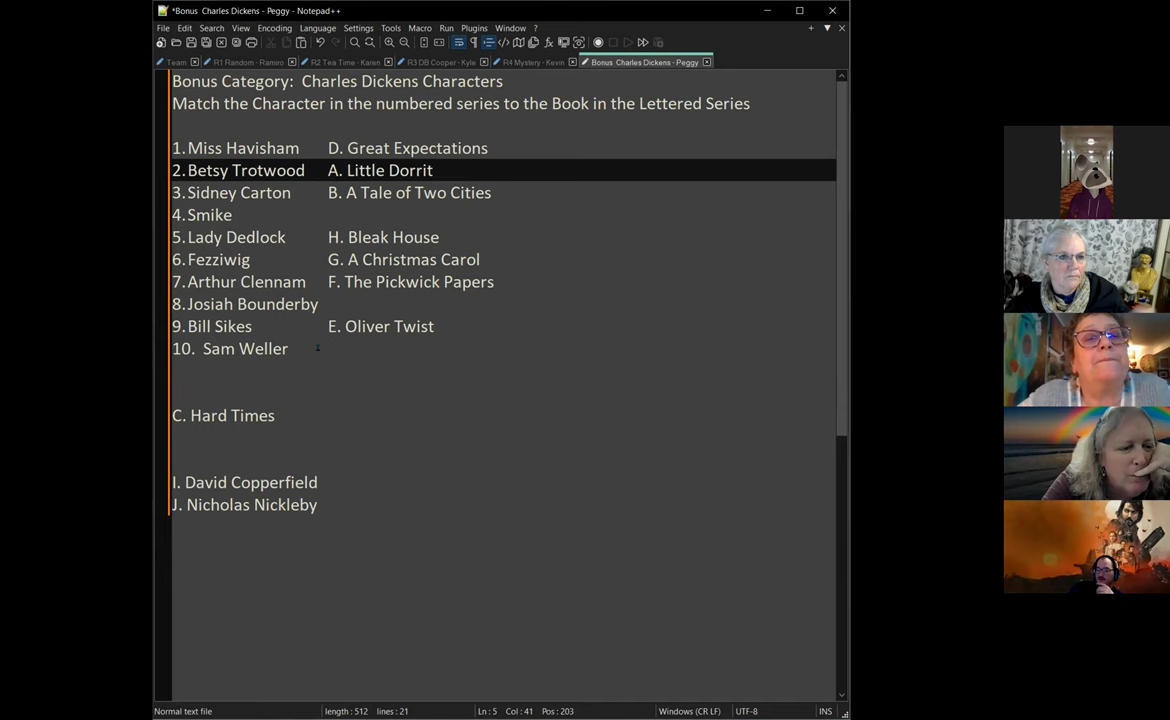 *Bonus  Charles Dickens - Peggy - Notepad++
File Edit Search View Encoding Language Settings Tools Macro Run Plugins Window ?
Team R1 Random - Ramiro R2 Tea Time - Karen R3 DB Cooper - Kyle R4 Mystery - Kevin Bonus  Charles Dickens - Peggy
Bonus Category:  Charles Dickens Characters
Match the Character in the numbered series to the Book in the Lettered Series
1. Miss Havisham D. Great Expectations
2. Betsy Trotwood A. Little Dorrit
3. Sidney Carton B. A Tale of Two Cities
4. Smike
5. Lady Dedlock H. Bleak House
6. Fezziwig G. A Christmas Carol
7. Arthur Clennam F. The Pickwick Papers
8. Josiah Bounderby
9. Bill Sikes E. Oliver Twist
10.  Sam Weller
C. Hard Times
I. David Copperfield
J. Nicholas Nickleby
Normal text file length : 512 lines : 21 Ln : 5 Col : 41 Pos : 203 Windows (CR LF) UTF-8 INS